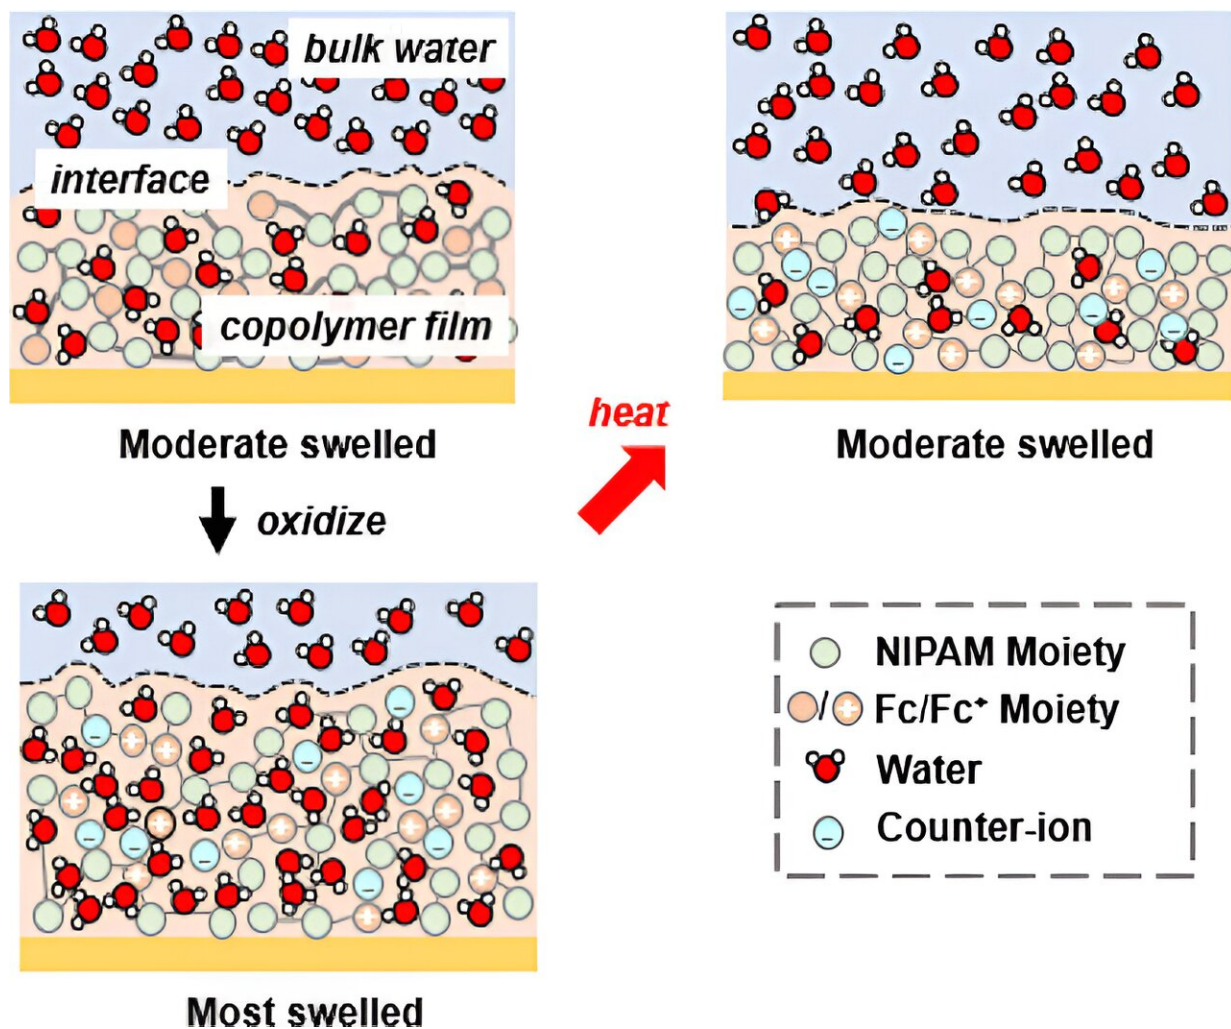 bulk water
interface
copolymer film
Moderate swelled
oxidize
heat
Moderate swelled
Most swelled
NIPAM Moiety
Fc/Fc⁺ Moiety
Water
Counter-ion